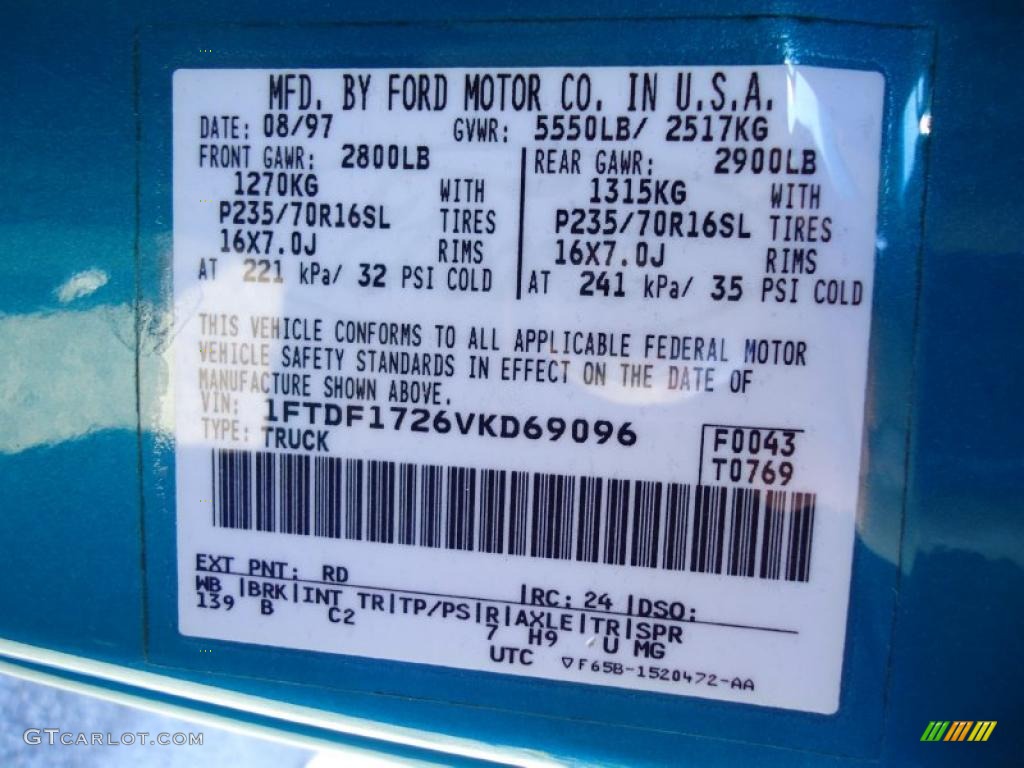 MFD. BY FORD MOTOR CO. IN U.S.A.
DATE: 08/97 GVWR: 5550LB/ 2517KG
FRONT GAWR: 2800LB REAR GAWR: 2900LB
1270KG WITH 1315KG WITH
P235/70R16SL TIRES P235/70R16SL TIRES
16X7.0J RIMS 16X7.0J RIMS
AT 221 kPa/ 32 PSI COLD AT 241 kPa/ 35 PSI COLD
THIS VEHICLE CONFORMS TO ALL APPLICABLE FEDERAL MOTOR
VEHICLE SAFETY STANDARDS IN EFFECT ON THE DATE OF
MANUFACTURE SHOWN ABOVE.
VIN: 1FTDF1726VKD69096
TYPE: TRUCK
F0043
T0769
EXT PNT: RD RC: 24 DSO:
WB BRK INT TR TP/PS R AXLE TR SPR
139 B C2 7 H9 U MG
UTC ▽F65B-1520472-AA
GTCARLOT.COM